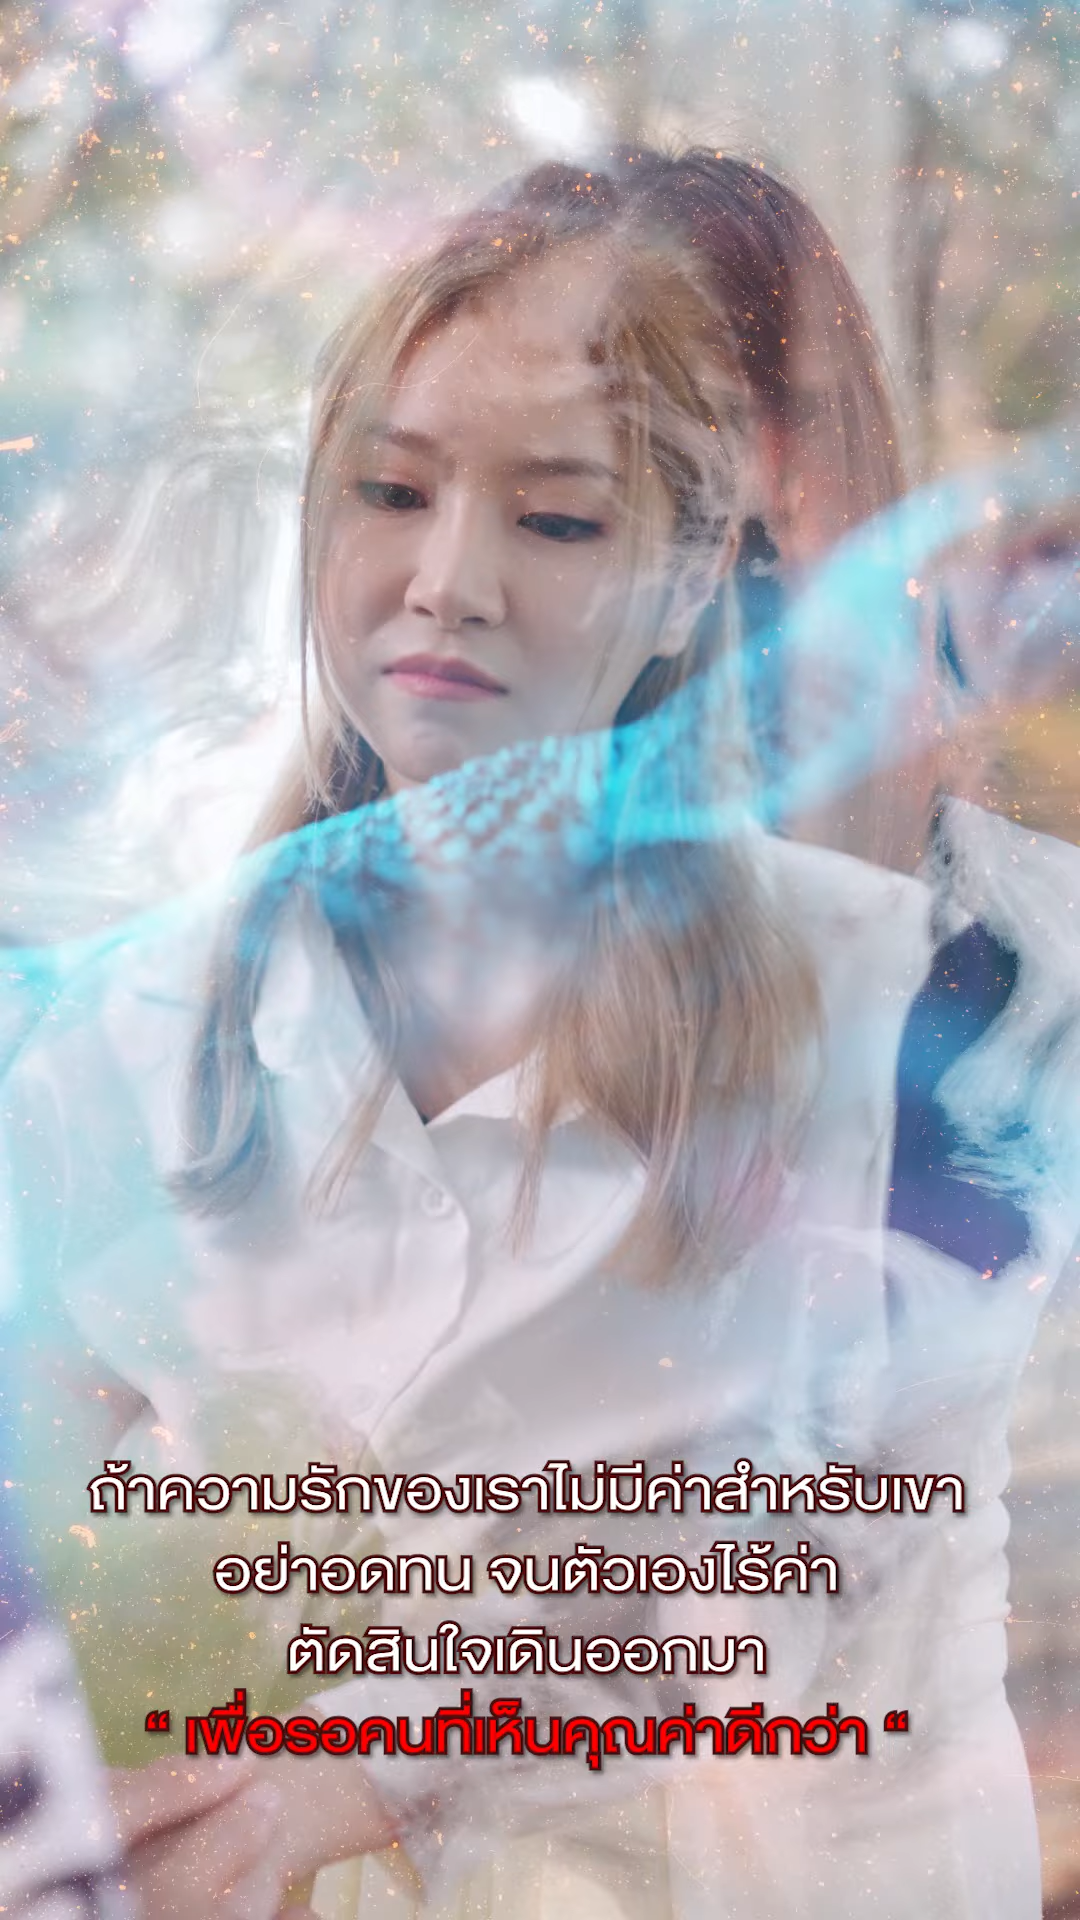 ถ้าความรักของเราไม่มีค่าสำหรับเขา
อย่าอดทน จนตัวเองไร้ค่า
ตัดสินใจเดินออกมา
“ เพื่อรอคนที่เห็นคุณค่าดีกว่า “